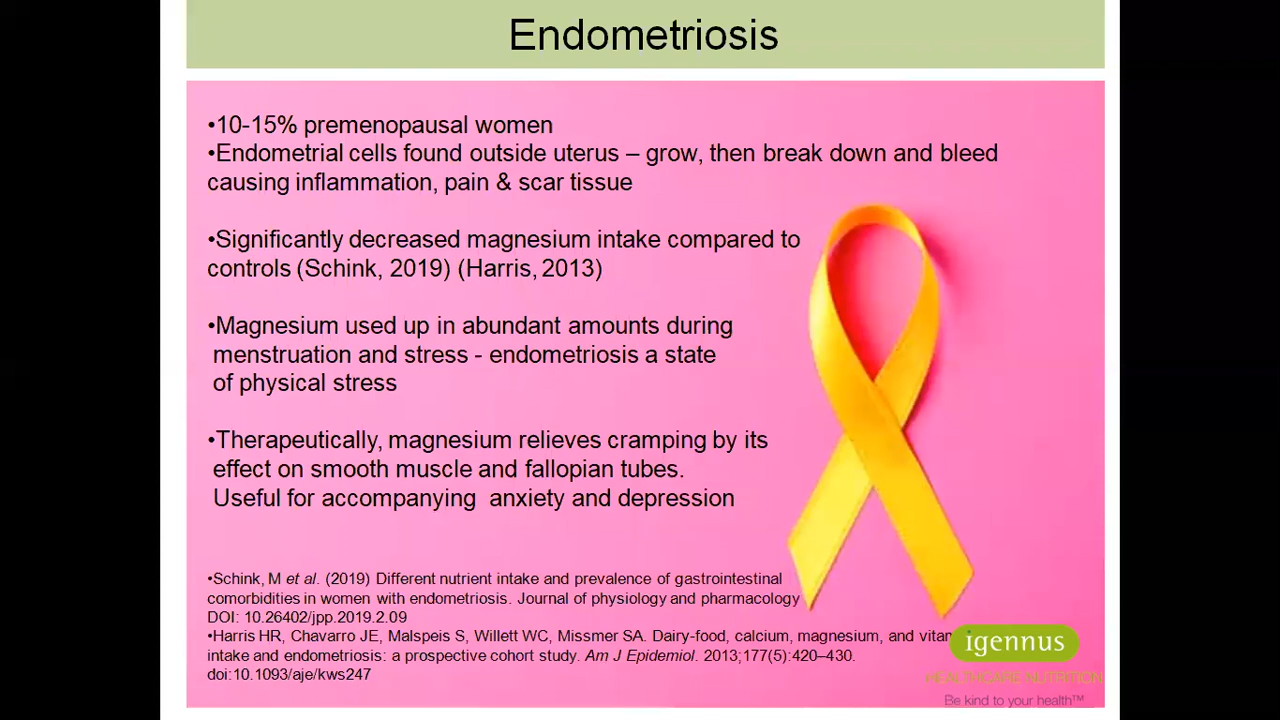 Endometriosis
•10-15% premenopausal women
•Endometrial cells found outside uterus – grow, then break down and bleed
causing inflammation, pain & scar tissue
•Significantly decreased magnesium intake compared to
controls (Schink, 2019) (Harris, 2013)
•Magnesium used up in abundant amounts during
menstruation and stress - endometriosis a state
of physical stress
•Therapeutically, magnesium relieves cramping by its
effect on smooth muscle and fallopian tubes.
Useful for accompanying  anxiety and depression
•Schink, M et al. (2019) Different nutrient intake and prevalence of gastrointestinal
comorbidities in women with endometriosis. Journal of physiology and pharmacology
DOI: 10.26402/jpp.2019.2.09
•Harris HR, Chavarro JE, Malspeis S, Willett WC, Missmer SA. Dairy-food, calcium, magnesium, and
intake and endometriosis: a prospective cohort study. Am J Epidemiol. 2013;177(5):420–430.
doi:10.1093/aje/kws247
igennus
HEALTHCARE NUTRITION
Be kind to your health™